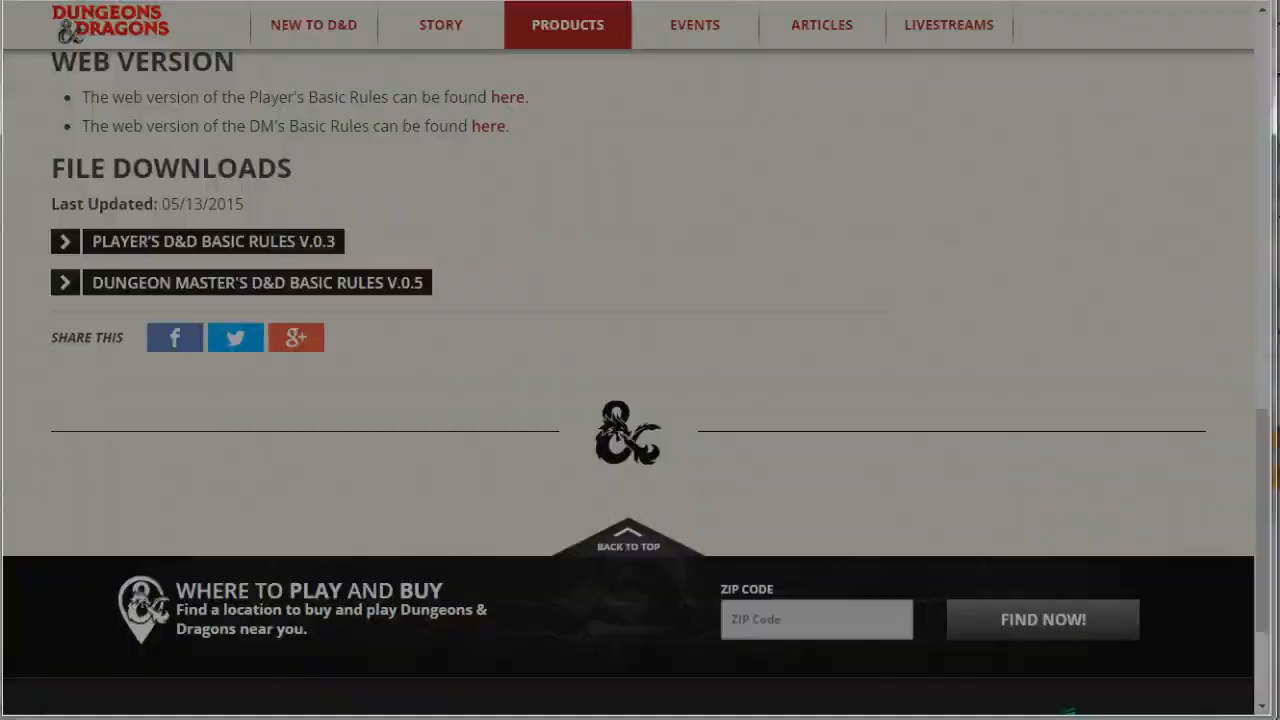 DUNGEONS
& DRAGONS
NEW TO D&D
STORY
PRODUCTS
EVENTS
ARTICLES
LIVESTREAMS
WEB VERSION
The web version of the Player's Basic Rules can be found here.
The web version of the DM's Basic Rules can be found here.
FILE DOWNLOADS
Last Updated: 05/13/2015
PLAYER'S D&D BASIC RULES V.0.3
DUNGEON MASTER'S D&D BASIC RULES V.0.5
SHARE THIS
f
g+
&
BACK TO TOP
WHERE TO PLAY AND BUY
Find a location to buy and play Dungeons &
Dragons near you.
ZIP CODE
ZIP Code
FIND NOW!